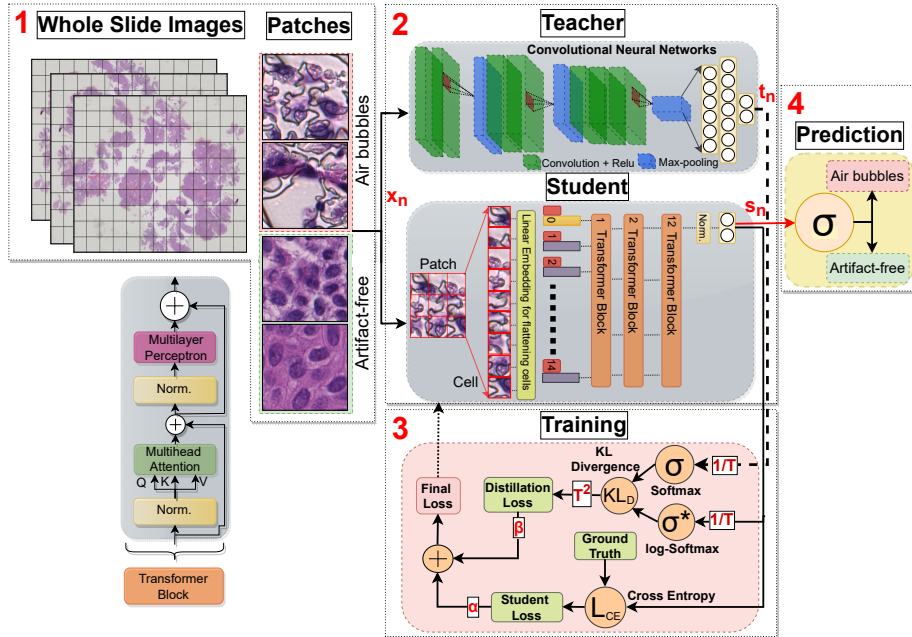 1
Whole Slide Images
Patches
Air bubbles
Artifact-free
x_n
2
Teacher
Convolutional Neural Networks
Convolution + Relu
Max-pooling
t_n
Student
Patch
Cell
Linear Embedding for flattening cells
0
1
2
14
1 Transformer Block
2 Transformer Block
12 Transformer Block
Norm.
s_n
4
Prediction
Air bubbles
σ
Artifact-free
+
Multilayer
Perceptron
Norm.
+
Multihead
Attention
Q K V
Norm.
Transformer
Block
3
Training
KL
Divergence
σ
1/T
Softmax
Final
Loss
Distillation
Loss
T²
KL_D
σ*
1/T
log-Softmax
β
+
Ground
Truth
α
Student
Loss
L_CE
Cross Entropy